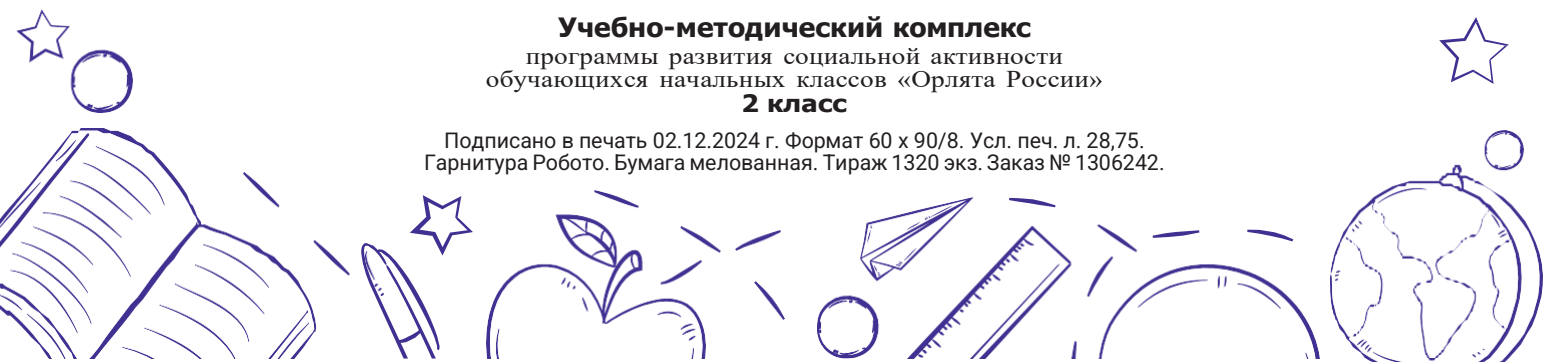 Учебно-методический комплекс
программы развития социальной активности
обучающихся начальных классов «Орлята России»
2 класс
Подписано в печать 02.12.2024 г. Формат 60 х 90/8. Усл. печ. л. 28,75.
Гарнитура Робото. Бумага мелованная. Тираж 1320 экз. Заказ № 1306242.